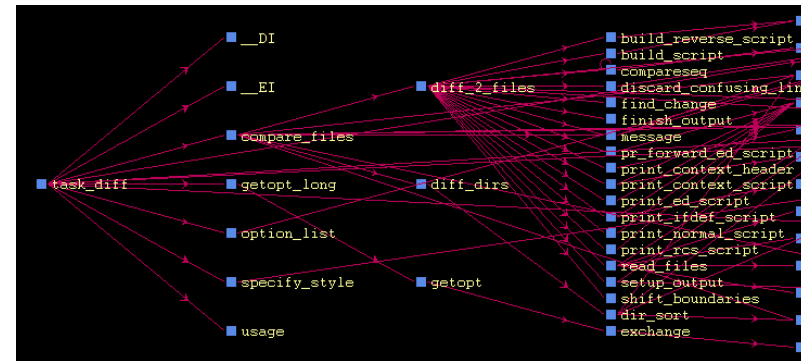 task_diff
__DI
__EI
compare_files
getopt_long
option_list
specify_style
usage
diff_2_files
diff_dirs
getopt
build_reverse_script
build_script
compareseq
discard_confusing_lin
find_change
finish_output
message
pr_forward_ed_script
print_context_header
print_context_script
print_ed_script
print_ifdef_script
print_normal_script
print_rcs_script
read_files
setup_output
shift_boundaries
dir_sort
exchange